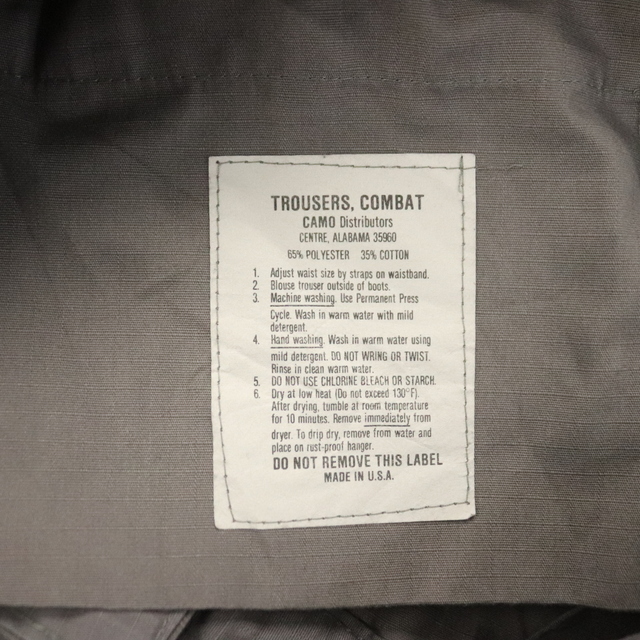 TROUSERS, COMBAT
CAMO Distributors
CENTRE, ALABAMA 35960
65% POLYESTER 35% COTTON
1. Adjust waist size by straps on waistband.
2. Blouse trouser outside of boots.
3. Machine washing. Use Permanent Press
Cycle. Wash in warm water with mild
detergent.
4. Hand washing. Wash in warm water using
mild detergent. DO NOT WRING OR TWIST.
Rinse in clean warm water.
5. DO NOT USE CHLORINE BLEACH OR STARCH.
6. Dry at low heat (Do not exceed 130°F).
After drying, tumble at room temperature
for 10 minutes. Remove immediately from
dryer. To drip dry, remove from water and
place on rust-proof hanger.
DO NOT REMOVE THIS LABEL
MADE IN U.S.A.